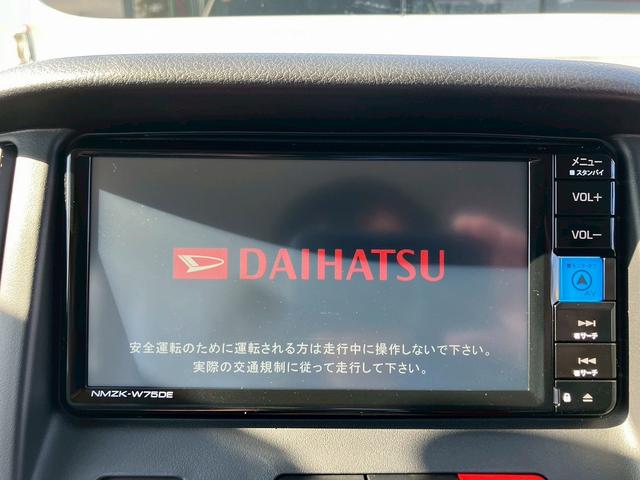 メニュー
■ スタンバイ
VOL+
VOL−
DAIHATSU
安全運転のために運転される方は走行中に操作しないで下さい。
実際の交通規制に従って走行して下さい。
NMZK-W75DE